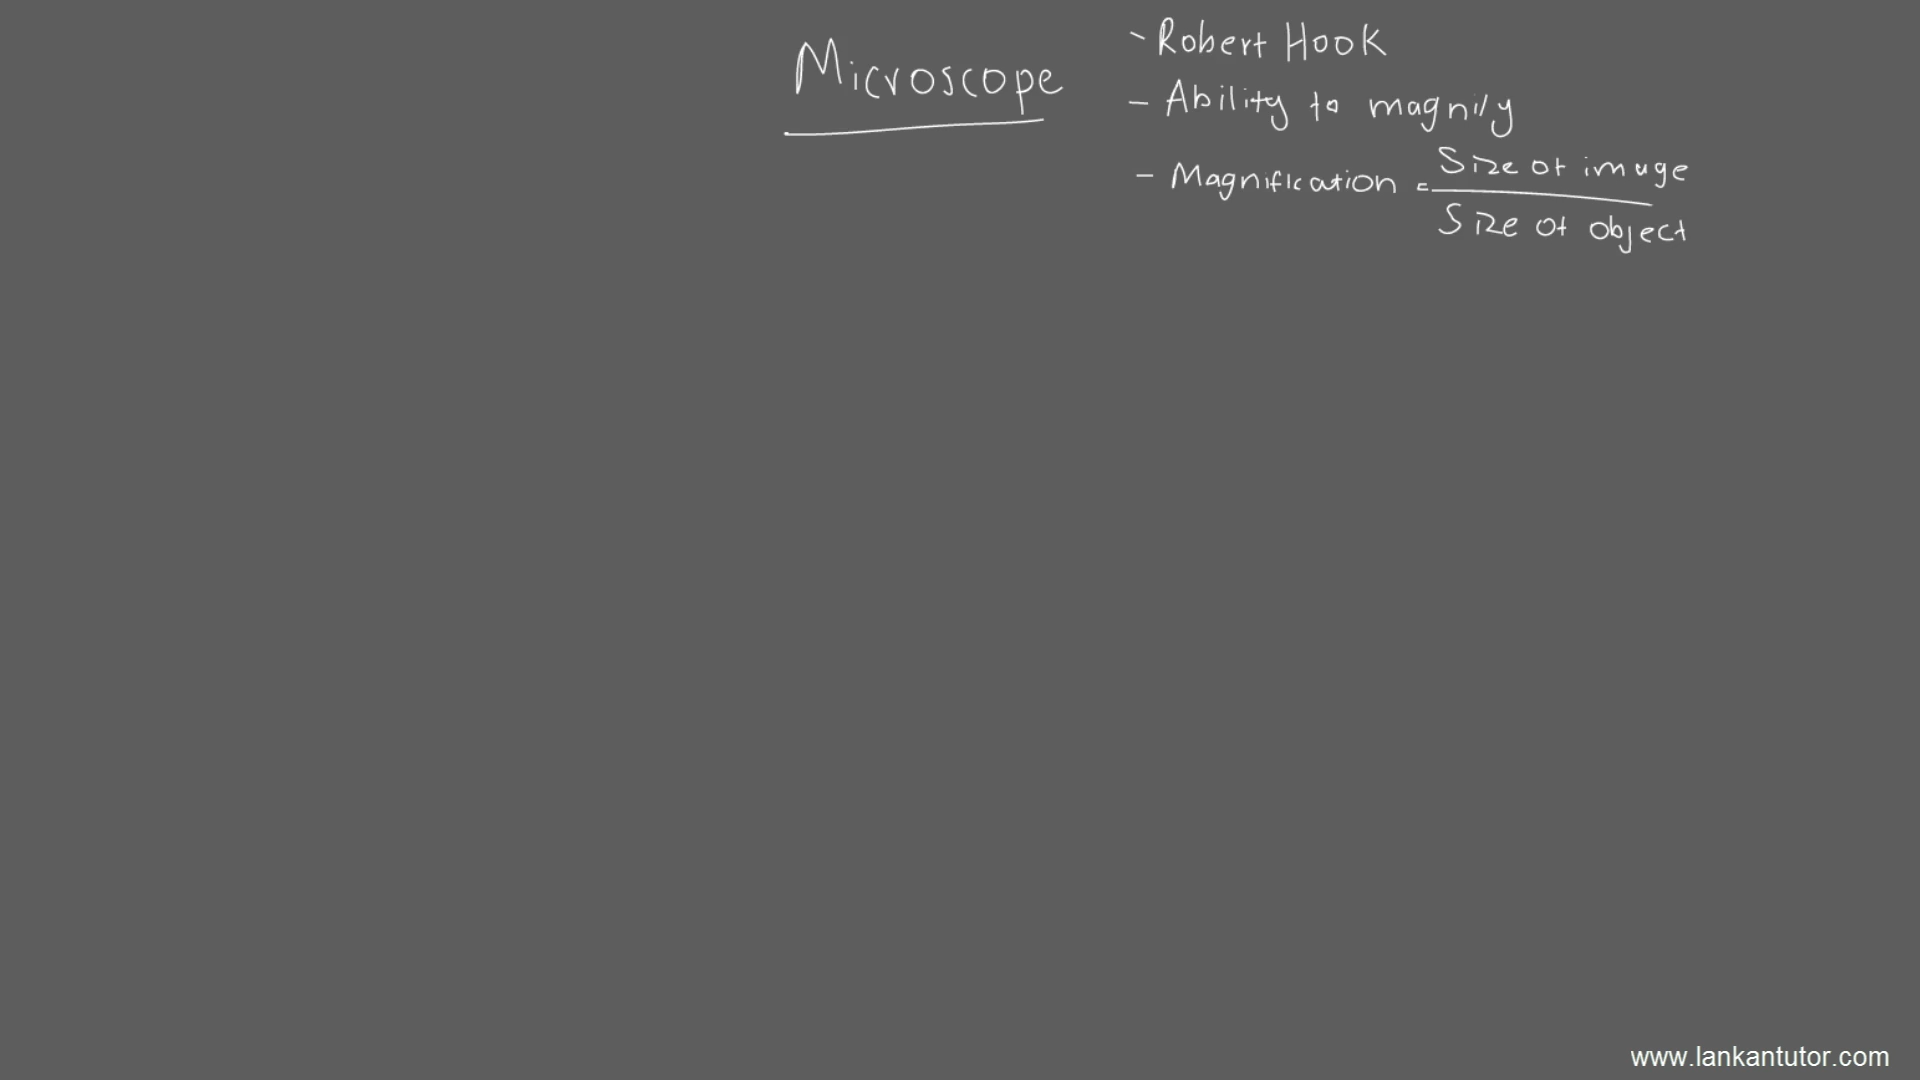 Microscope
- Robert Hook
- Ability to magnify
- Magnification = Size of image
Size of object
www.lankantutor.com